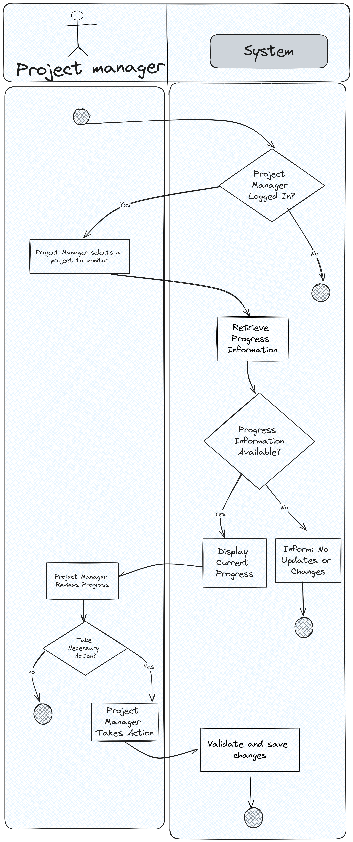 Project manager
System
Project
Manager
Logged In?
Yes
No
Project Manager selects a
project to monitor
Retrieve
Progress
Information
Progress
Information
Available?
Yes
No
Display
Current
Progress
Inform: No
Updates or
Changes
Project Manager
Reviews Progress
Take
Necessary
Action?
Project
Manager
Takes Action
Validate and save
changes